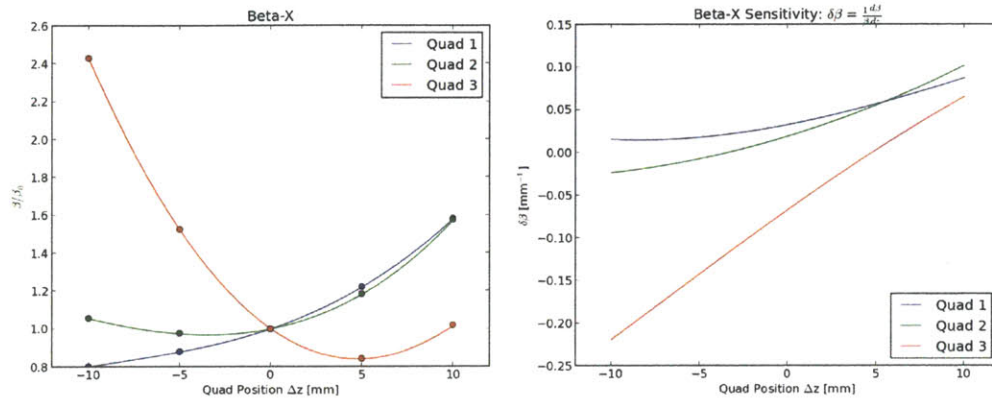 Beta-X
2.6
2.4
2.2
2.0
1.8
1.6
1.4
1.2
1.0
0.8
β/β₀
−10
−5
0
5
10
Quad Position Δz [mm]
Quad 1
Quad 2
Quad 3
Beta-X Sensitivity: δβ =
0.15
0.10
0.05
0.00
−0.05
−0.10
−0.15
−0.20
−0.25
δβ [mm⁻¹]
−10
−5
0
5
10
Quad Position Δz [mm]
Quad 1
Quad 2
Quad 3